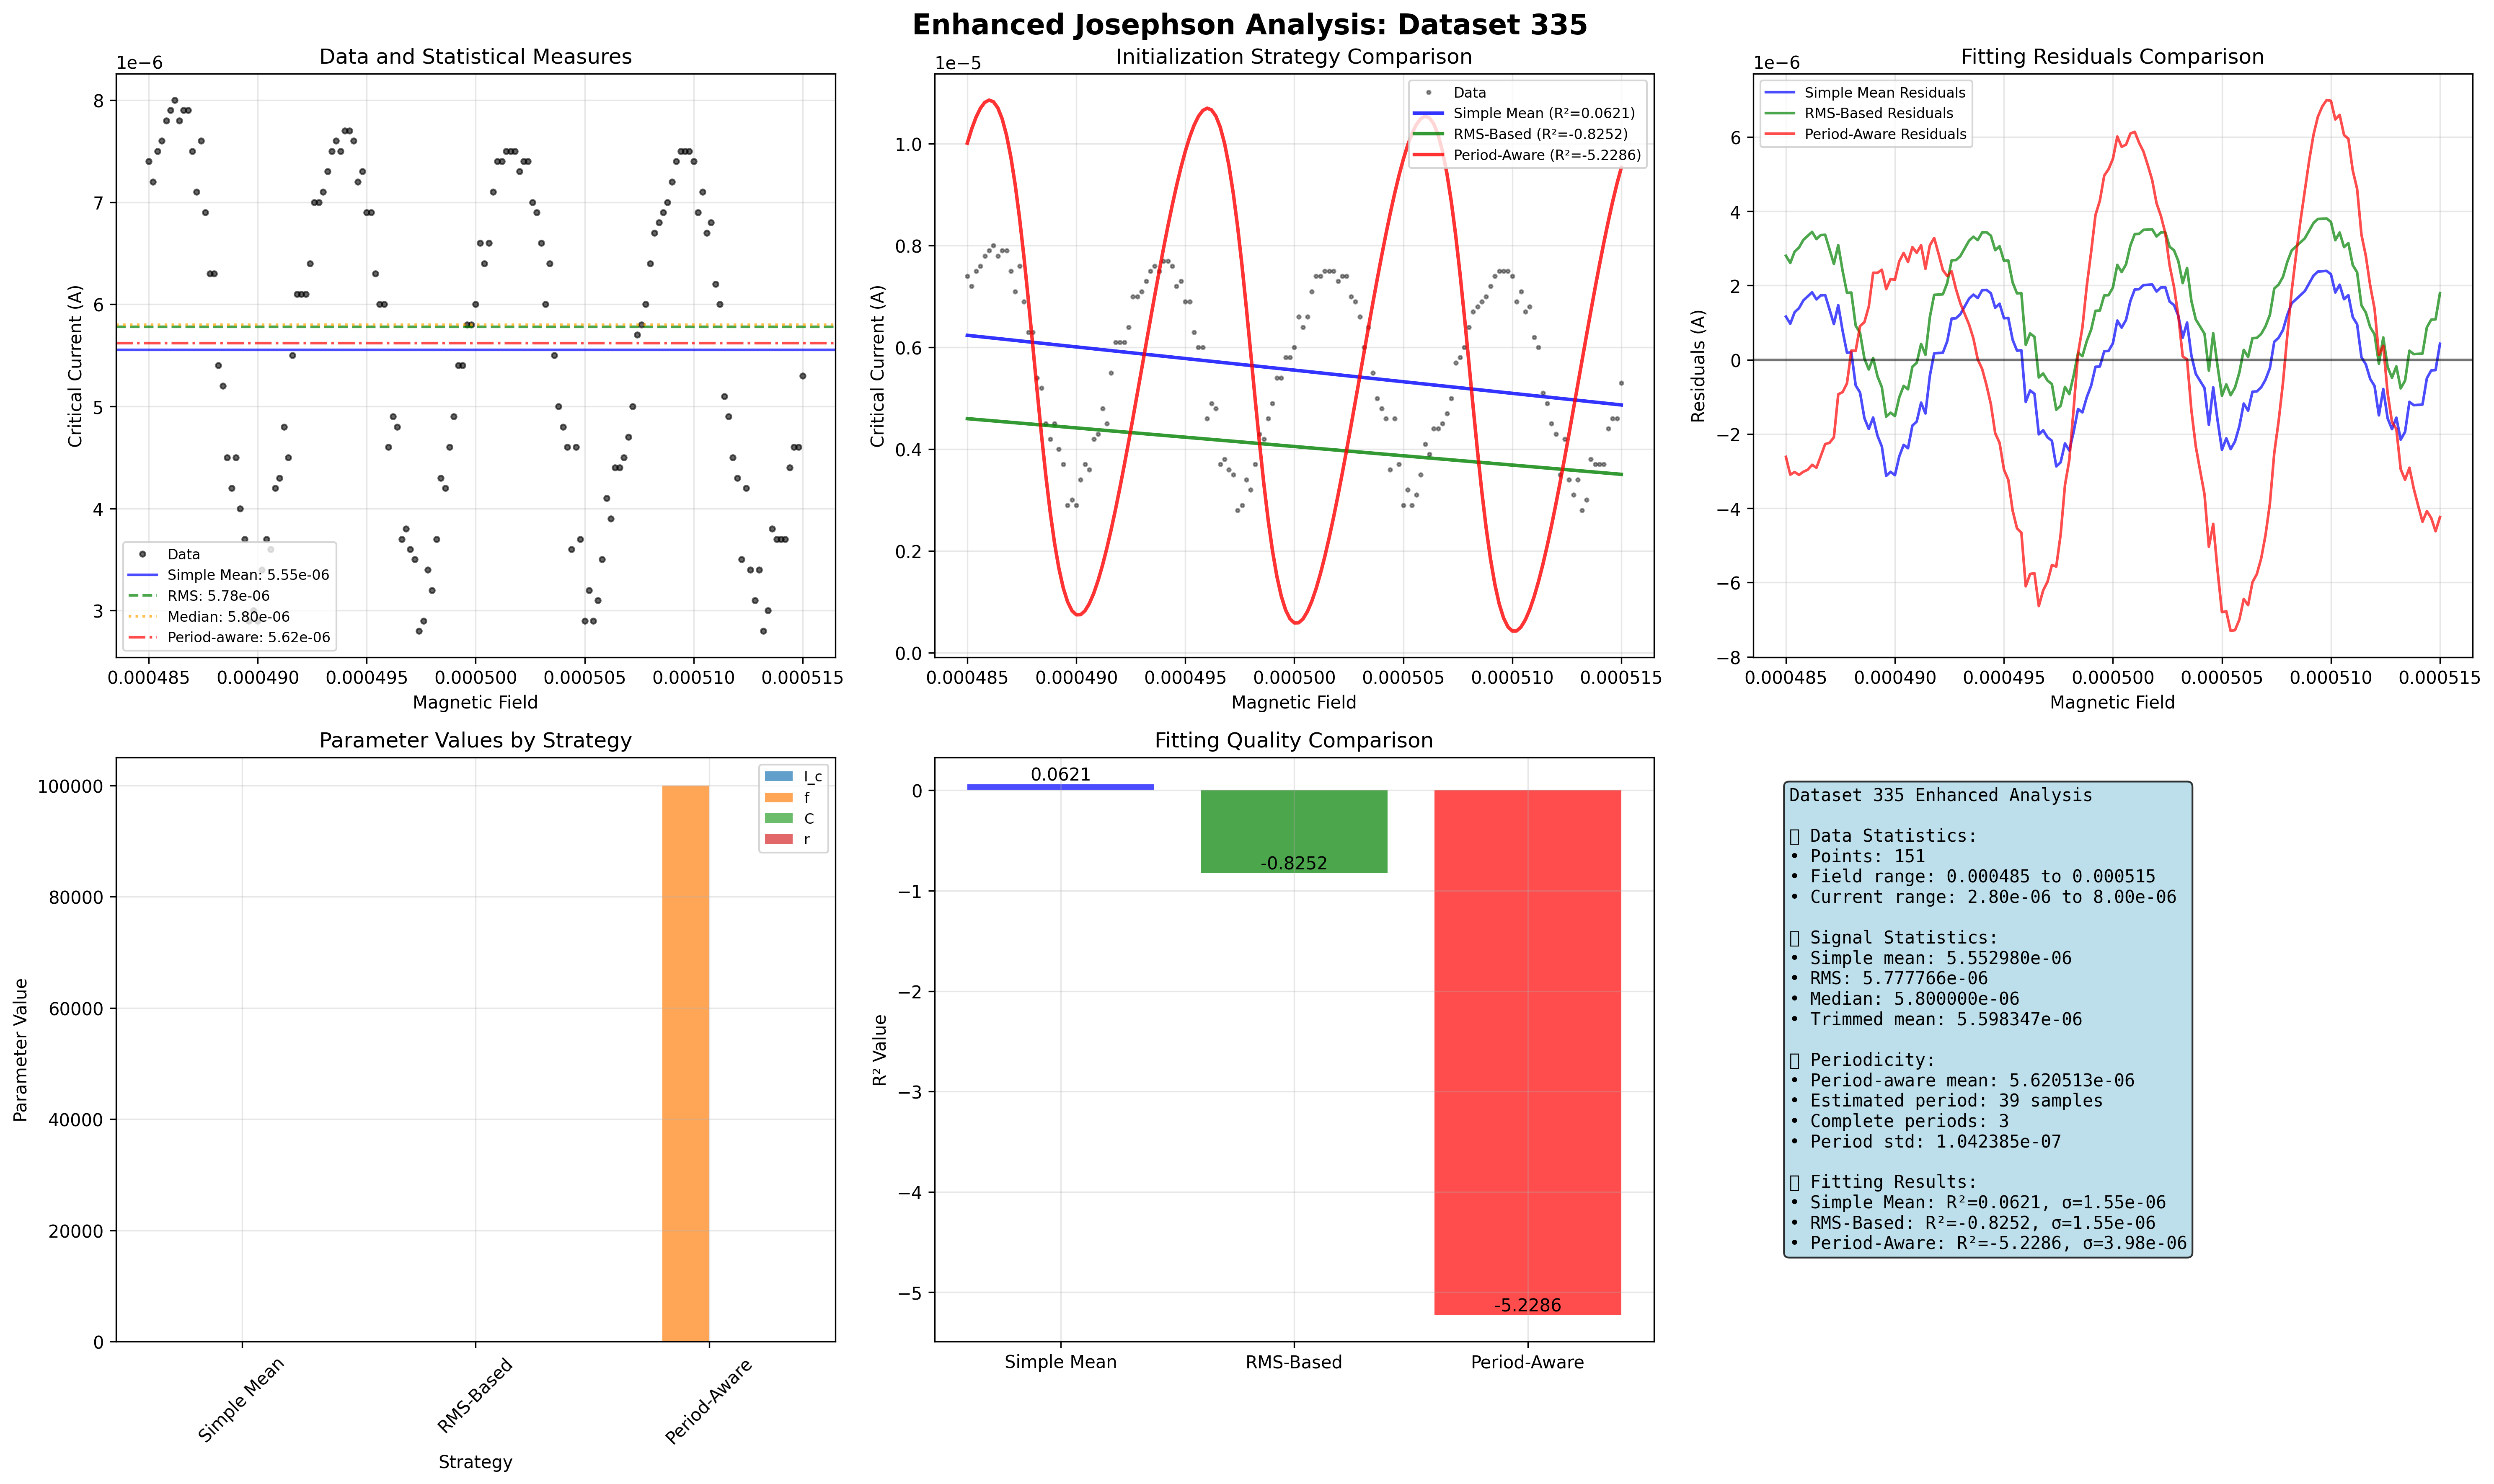 Enhanced Josephson Analysis: Dataset 335
Data and Statistical Measures
1e−6
8
7
6
5
4
3
Critical Current (A)
Data
Simple Mean: 5.55e-06
RMS: 5.78e-06
Median: 5.80e-06
Period-aware: 5.62e-06
0.000485 0.000490 0.000495 0.000500 0.000505 0.000510 0.000515
Magnetic Field
Initialization Strategy Comparison
1e−5
1.0
0.8
0.6
0.4
0.2
0.0
Critical Current (A)
Data
Simple Mean (R²=0.0621)
RMS-Based (R²=-0.8252)
Period-Aware (R²=-5.2286)
0.000485 0.000490 0.000495 0.000500 0.000505 0.000510 0.000515
Magnetic Field
Fitting Residuals Comparison
1e−6
6
4
2
0
−2
−4
−6
−8
Residuals (A)
Simple Mean Residuals
RMS-Based Residuals
Period-Aware Residuals
0.000485 0.000490 0.000495 0.000500 0.000505 0.000510 0.000515
Magnetic Field
Parameter Values by Strategy
100000
80000
60000
40000
20000
0
Parameter Value
I_c
f
C
r
Simple Mean
RMS-Based
Period-Aware
Strategy
Fitting Quality Comparison
0
−1
−2
−3
−4
−5
R² Value
0.0621
-0.8252
-5.2286
Simple Mean
RMS-Based
Period-Aware
Dataset 335 Enhanced Analysis
Data Statistics:
• Points: 151
• Field range: 0.000485 to 0.000515
• Current range: 2.80e-06 to 8.00e-06
Signal Statistics:
• Simple mean: 5.552980e-06
• RMS: 5.777766e-06
• Median: 5.800000e-06
• Trimmed mean: 5.598347e-06
Periodicity:
• Period-aware mean: 5.620513e-06
• Estimated period: 39 samples
• Complete periods: 3
• Period std: 1.042385e-07
Fitting Results:
• Simple Mean: R²=0.0621, σ=1.55e-06
• RMS-Based: R²=-0.8252, σ=1.55e-06
• Period-Aware: R²=-5.2286, σ=3.98e-06